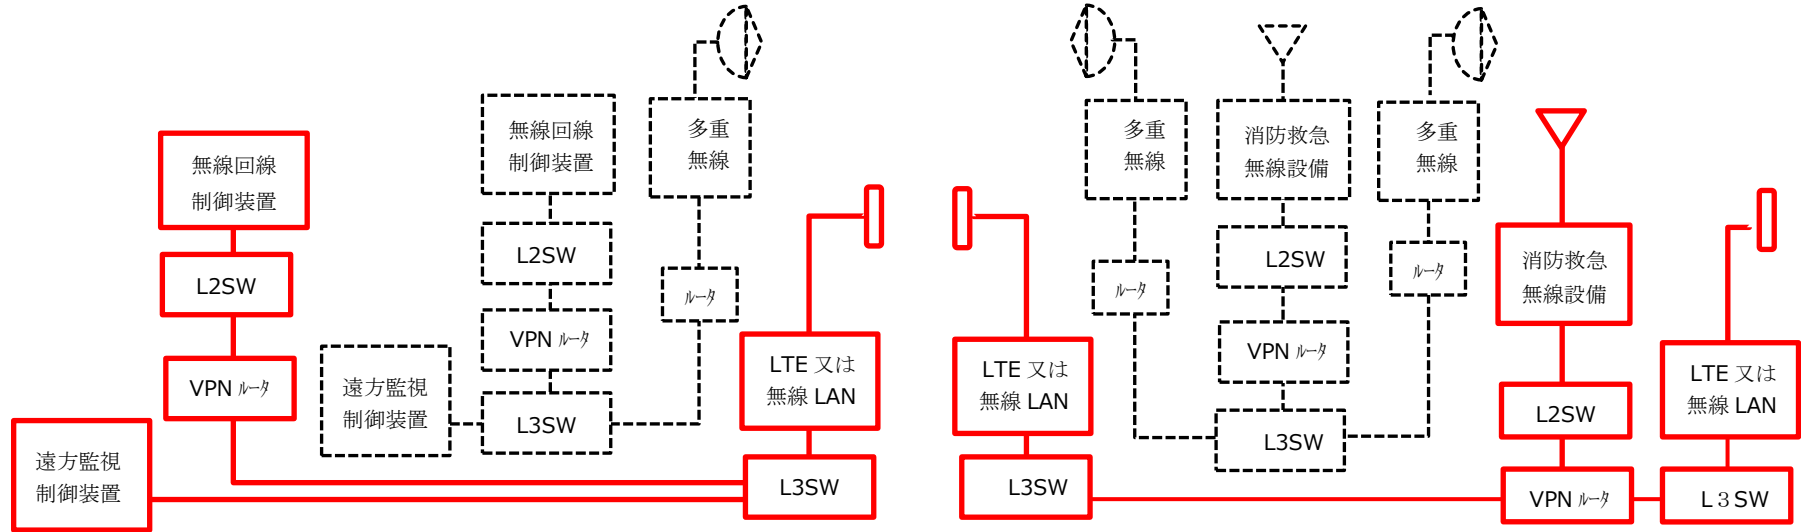 無線回線
制御装置
L2SW
VPN ルータ
遠方監視
制御装置
無線回線
制御装置
L2SW
VPN ルータ
L3SW
遠方監視
制御装置
多重
無線
ルータ
LTE 又は
無線 LAN
L3SW
LTE 又は
無線 LAN
L3SW
多重
無線
ルータ
消防救急
無線設備
L2SW
VPN ルータ
L3SW
多重
無線
ルータ
消防救急
無線設備
L2SW
VPN ルータ
LTE 又は
無線 LAN
L３SW